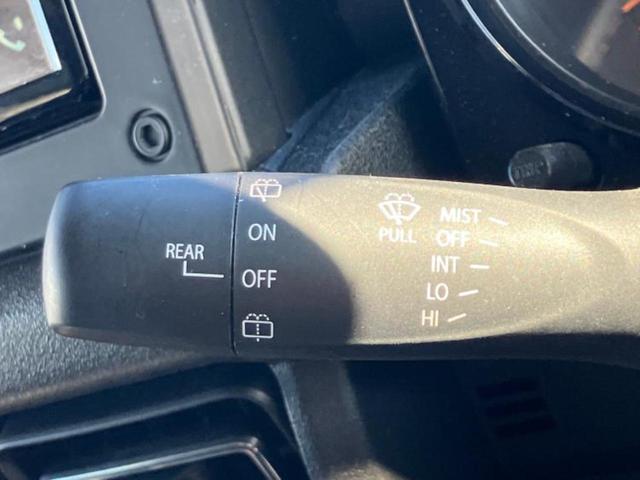 REAR
ON
OFF
PULL
MIST
OFF
INT
LO
HI